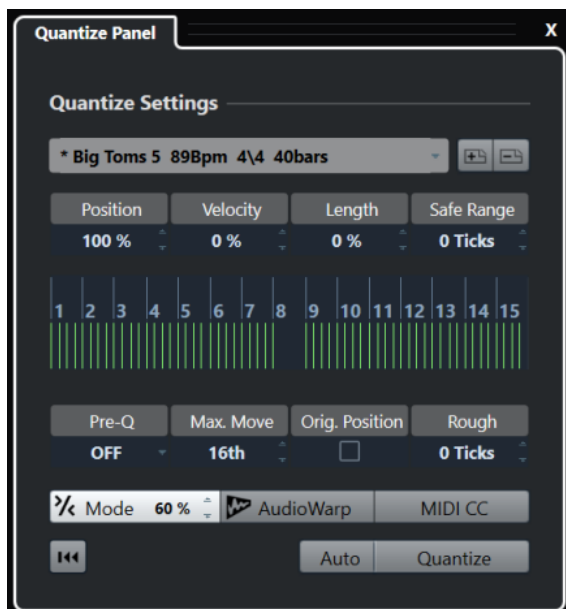 Quantize Panel X
Quantize Settings
* Big Toms 5 89Bpm 4\4 40bars
Position Velocity Length Safe Range
100 % 0 % 0 % 0 Ticks
1 2 3 4 5 6 7 8 9 10 11 12 13 14 15
Pre-Q Max. Move Orig. Position Rough
OFF 16th 0 Ticks
Mode 60 % AudioWarp MIDI CC
Auto Quantize